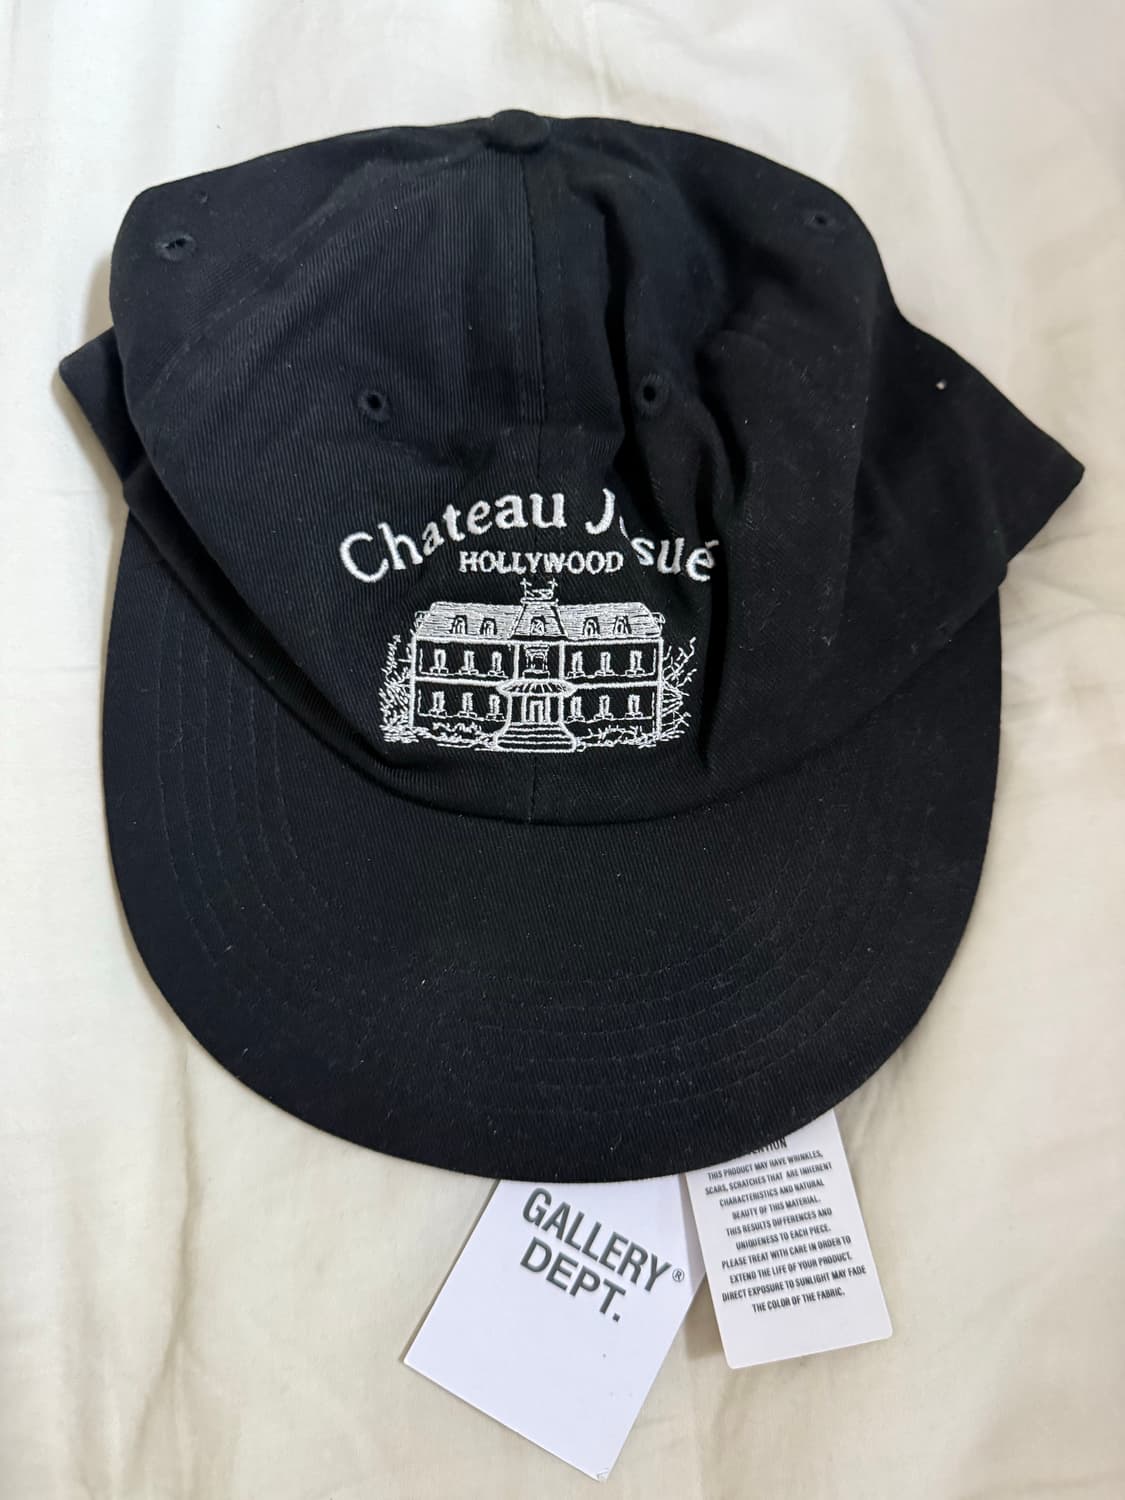 Chateau Josué
HOLLYWOOD
GALLERY
DEPT.®
THIS PRODUCT MAY HAVE WRINKLES,
SCARS, SCRATCHES THAT ARE INHERENT
CHARACTERISTICS AND NATURAL
BEAUTY OF THIS MATERIAL.
THIS RESULTS DIFFERENCES AND
UNIQUENESS TO EACH PIECE.
PLEASE TREAT WITH CARE IN ORDER TO
EXTEND THE LIFE OF YOUR PRODUCT.
DIRECT EXPOSURE TO SUNLIGHT MAY FADE
THE COLOR OF THE FABRIC.